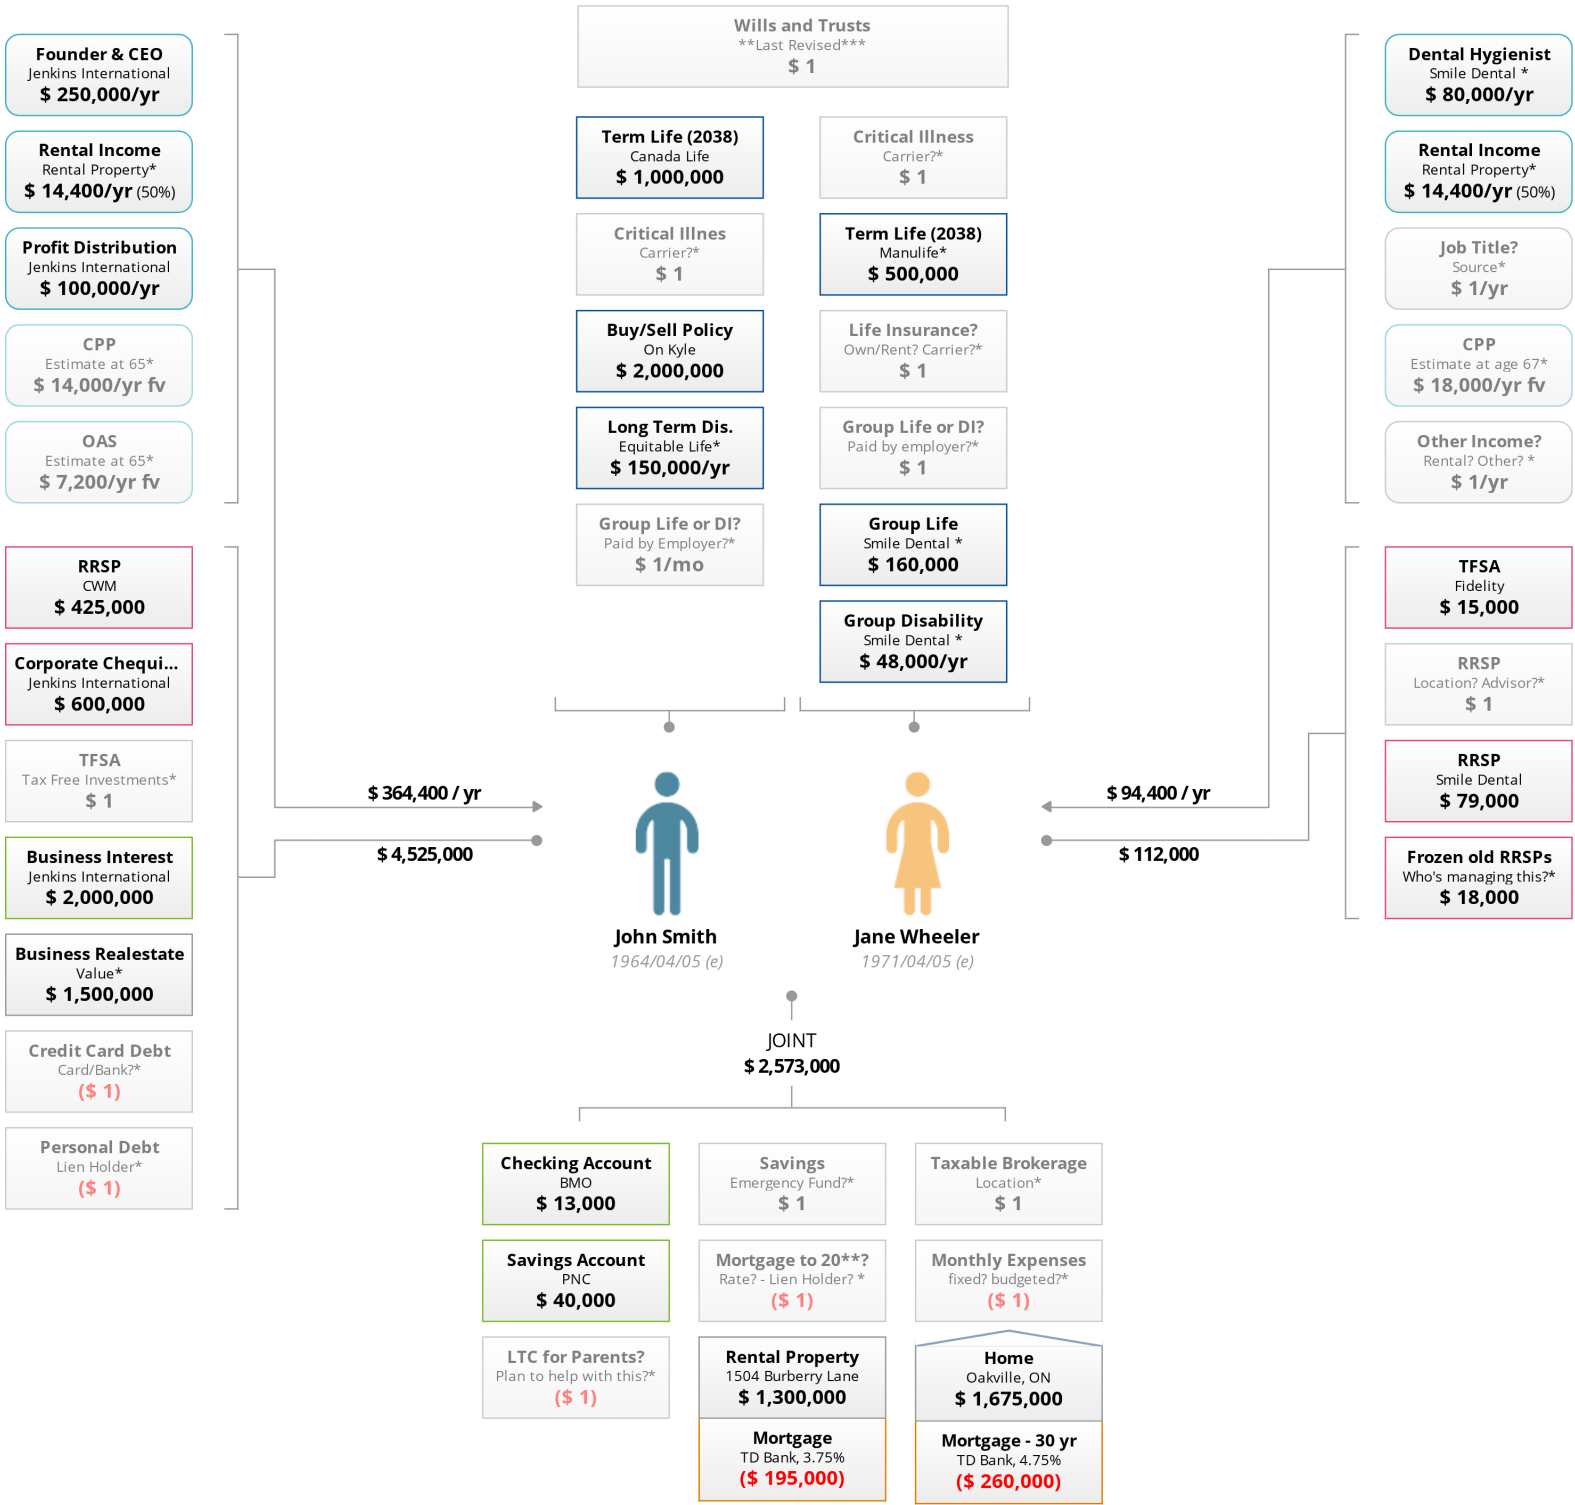 Wills and Trusts
**Last Revised***
$ 1
Founder & CEO
Jenkins International
$ 250,000/yr
Rental Income
Rental Property*
$ 14,400/yr (50%)
Profit Distribution
Jenkins International
$ 100,000/yr
CPP
Estimate at 65*
$ 14,000/yr fv
OAS
Estimate at 65*
$ 7,200/yr fv
RRSP
CWM
$ 425,000
Corporate Chequi...
Jenkins International
$ 600,000
TFSA
Tax Free Investments*
$ 1
Business Interest
Jenkins International
$ 2,000,000
Business Realestate
Value*
$ 1,500,000
Credit Card Debt
Card/Bank?*
($ 1)
Personal Debt
Lien Holder*
($ 1)
Term Life (2038)
Canada Life
$ 1,000,000
Critical Illnes
Carrier?*
$ 1
Buy/Sell Policy
On Kyle
$ 2,000,000
Long Term Dis.
Equitable Life*
$ 150,000/yr
Group Life or DI?
Paid by Employer?*
$ 1/mo
Critical Illness
Carrier?*
$ 1
Term Life (2038)
Manulife*
$ 500,000
Life Insurance?
Own/Rent? Carrier?*
$ 1
Group Life or DI?
Paid by employer?*
$ 1
Group Life
Smile Dental *
$ 160,000
Group Disability
Smile Dental *
$ 48,000/yr
Dental Hygienist
Smile Dental *
$ 80,000/yr
Rental Income
Rental Property*
$ 14,400/yr (50%)
Job Title?
Source*
$ 1/yr
CPP
Estimate at age 67*
$ 18,000/yr fv
Other Income?
Rental? Other? *
$ 1/yr
TFSA
Fidelity
$ 15,000
RRSP
Location? Advisor?*
$ 1
RRSP
Smile Dental
$ 79,000
Frozen old RRSPs
Who's managing this?*
$ 18,000
$ 364,400 / yr
$ 4,525,000
$ 94,400 / yr
$ 112,000
John Smith
1964/04/05 (e)
Jane Wheeler
1971/04/05 (e)
JOINT
$ 2,573,000
Checking Account
BMO
$ 13,000
Savings
Emergency Fund?*
$ 1
Taxable Brokerage
Location*
$ 1
Savings Account
PNC
$ 40,000
Mortgage to 20**?
Rate? - Lien Holder? *
($ 1)
Monthly Expenses
fixed? budgeted?*
($ 1)
LTC for Parents?
Plan to help with this?*
($ 1)
Rental Property
1504 Burberry Lane
$ 1,300,000
Mortgage
TD Bank, 3.75%
($ 195,000)
Home
Oakville, ON
$ 1,675,000
Mortgage - 30 yr
TD Bank, 4.75%
($ 260,000)